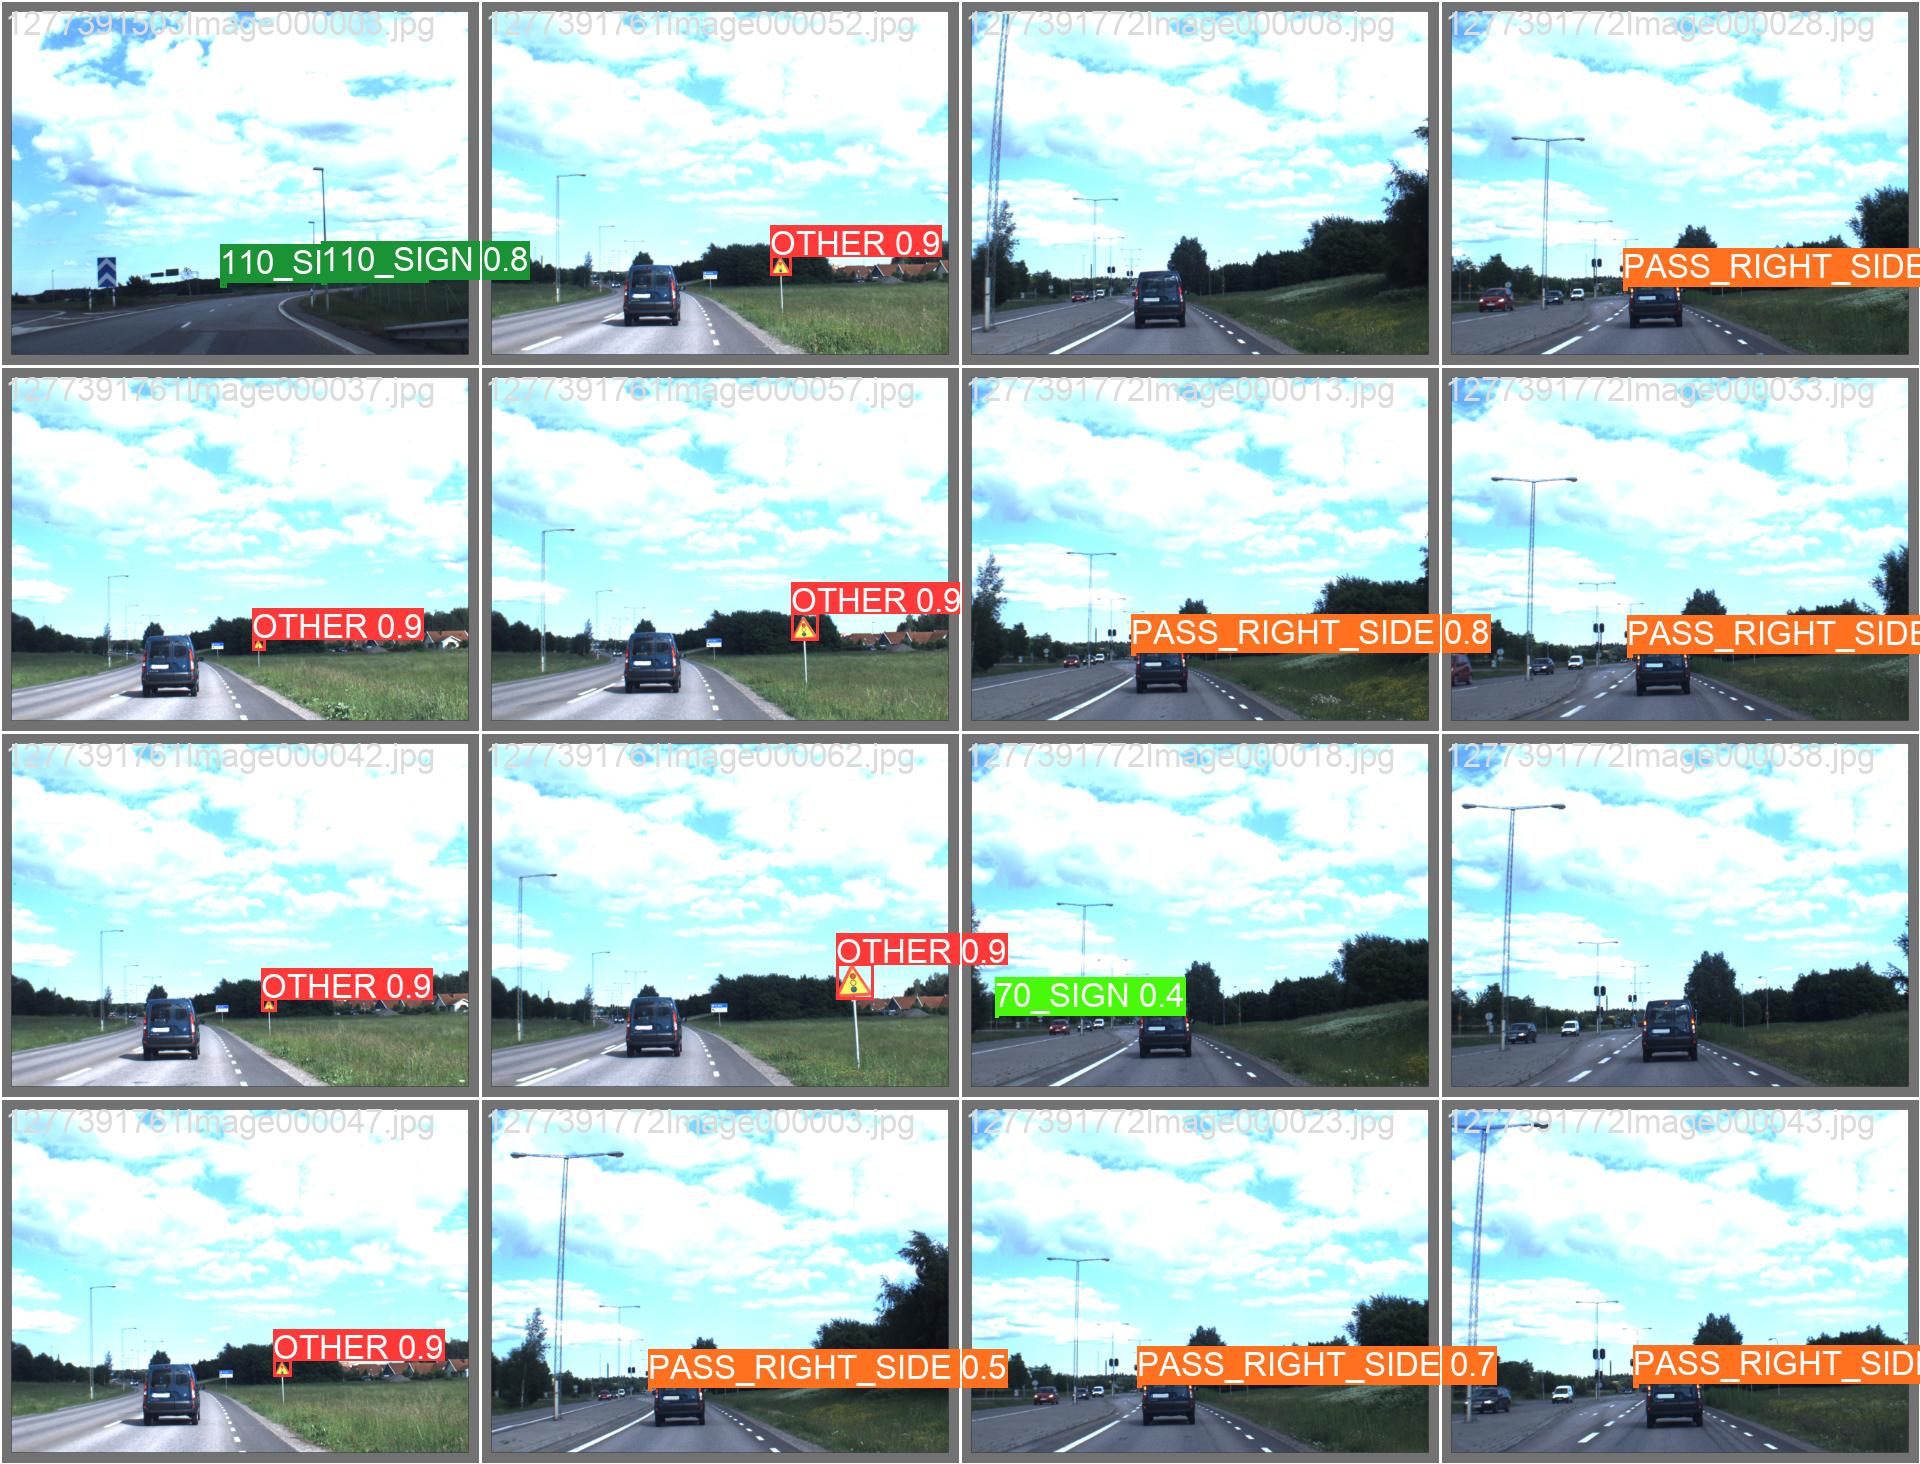 1277391503Image000003.jpg
1277391761Image000052.jpg
1277391772Image000008.jpg
1277391772Image000028.jpg
110_SI
110_SIGN 0.8
OTHER 0.9
PASS_RIGHT_SIDE
1277391761Image000037.jpg
1277391761Image000057.jpg
1277391772Image000013.jpg
1277391772Image000033.jpg
OTHER 0.9
OTHER 0.9
PASS_RIGHT_SIDE 0.8
PASS_RIGHT_SIDE
1277391761Image000042.jpg
1277391761Image000062.jpg
1277391772Image000018.jpg
1277391772Image000038.jpg
OTHER 0.9
OTHER 0.9
70_SIGN 0.4
1277391761Image000047.jpg
1277391772Image000003.jpg
1277391772Image000023.jpg
1277391772Image000043.jpg
OTHER 0.9
PASS_RIGHT_SIDE 0.5
PASS_RIGHT_SIDE 0.7
PASS_RIGHT_SID